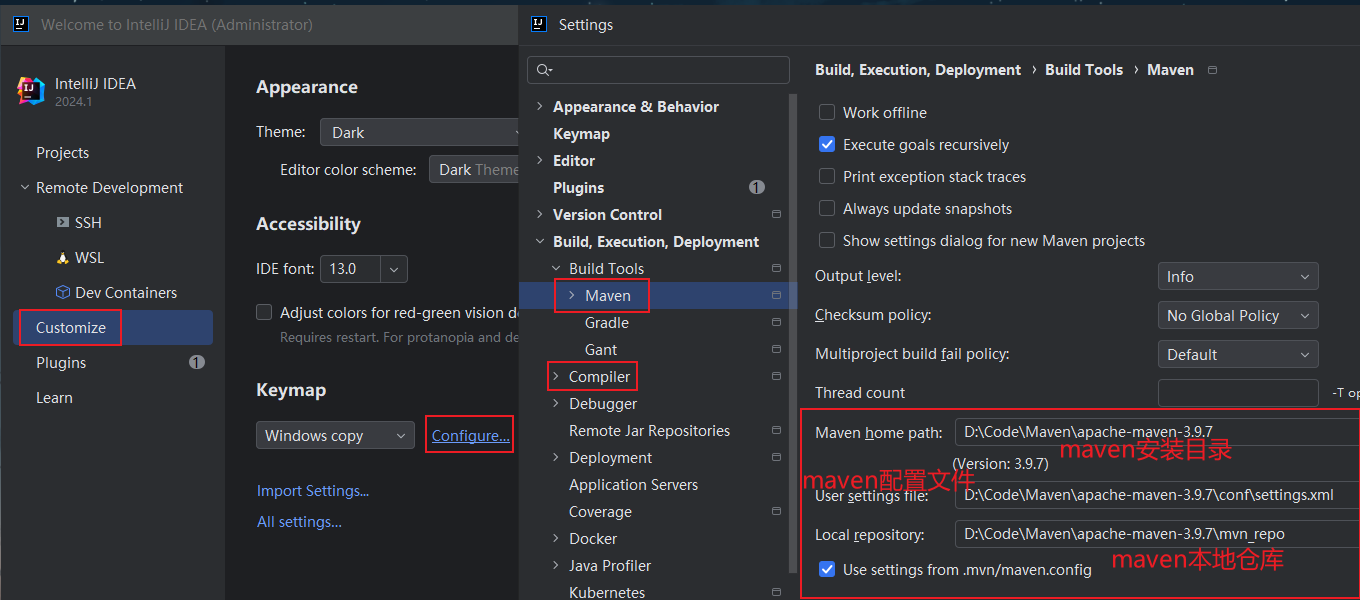 Welcome to IntelliJ IDEA (Administrator)
IntelliJ IDEA
2024.1
Projects
Remote Development
SSH
WSL
Dev Containers
Customize
Plugins 1
Learn
Appearance
Theme: Dark
Editor color scheme: Dark Theme
Accessibility
IDE font: 13.0
Adjust colors for red-green vision
Requires restart. For protanopia and
Keymap
Windows copy Configure...
Import Settings...
All settings...
Settings
Appearance & Behavior
Keymap
Editor
Plugins 1
Version Control
Build, Execution, Deployment
Build Tools
Maven
Gradle
Gant
Compiler
Debugger
Remote Jar Repositories
Deployment
Application Servers
Coverage
Docker
Java Profiler
Kubernetes
Build, Execution, Deployment › Build Tools › Maven
Work offline
Execute goals recursively
Print exception stack traces
Always update snapshots
Show settings dialog for new Maven projects
Output level: Info
Checksum policy: No Global Policy
Multiproject build fail policy: Default
Thread count -T
Maven home path: D:\Code\Maven\apache-maven-3.9.7
maven安装目录
(Version: 3.9.7)
maven配置文件
User settings file: D:\Code\Maven\apache-maven-3.9.7\conf\settings.xml
Local repository: D:\Code\Maven\apache-maven-3.9.7\mvn_repo
maven本地仓库
Use settings from .mvn/maven.config